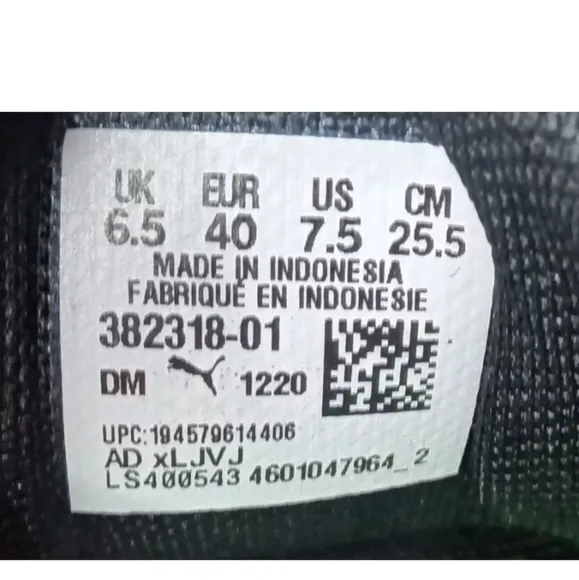 UK EUR US CM
6.5 40 7.5 25.5
MADE IN INDONESIA
FABRIQUÉ EN INDONESIE
382318-01
DM 1220
UPC:194579614406
AD xLJVJ
LS400543 4601047964_2